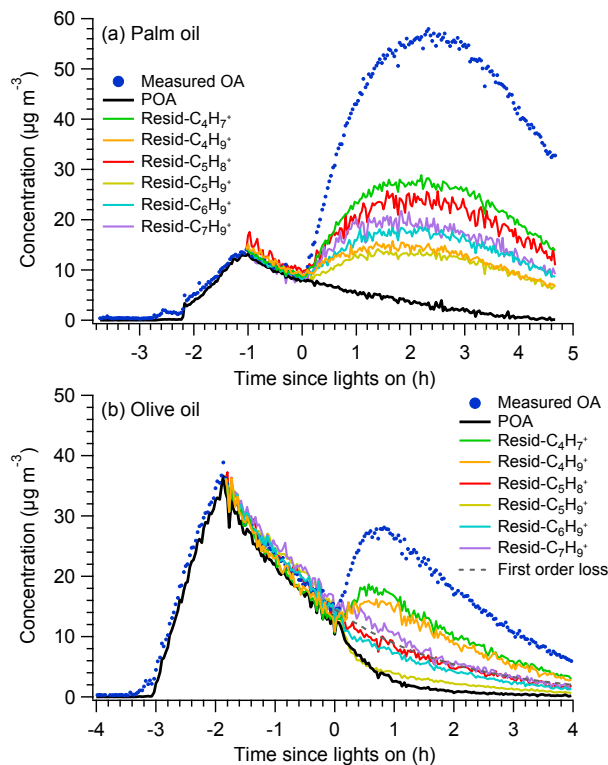 (a) Palm oil
Measured OA
POA
Resid-C₄H₇⁺
Resid-C₄H₉⁺
Resid-C₅H₈⁺
Resid-C₅H₉⁺
Resid-C₆H₉⁺
Resid-C₇H₉⁺
Concentration (µg m⁻³)
60
50
40
30
20
10
0
-3 -2 -1 0 1 2 3 4 5
Time since lights on (h)
(b) Olive oil
Measured OA
POA
Resid-C₄H₇⁺
Resid-C₄H₉⁺
Resid-C₅H₈⁺
Resid-C₅H₉⁺
Resid-C₆H₉⁺
Resid-C₇H₉⁺
First order loss
Concentration (µg m⁻³)
50
40
30
20
10
0
-4 -3 -2 -1 0 1 2 3 4
Time since lights on (h)